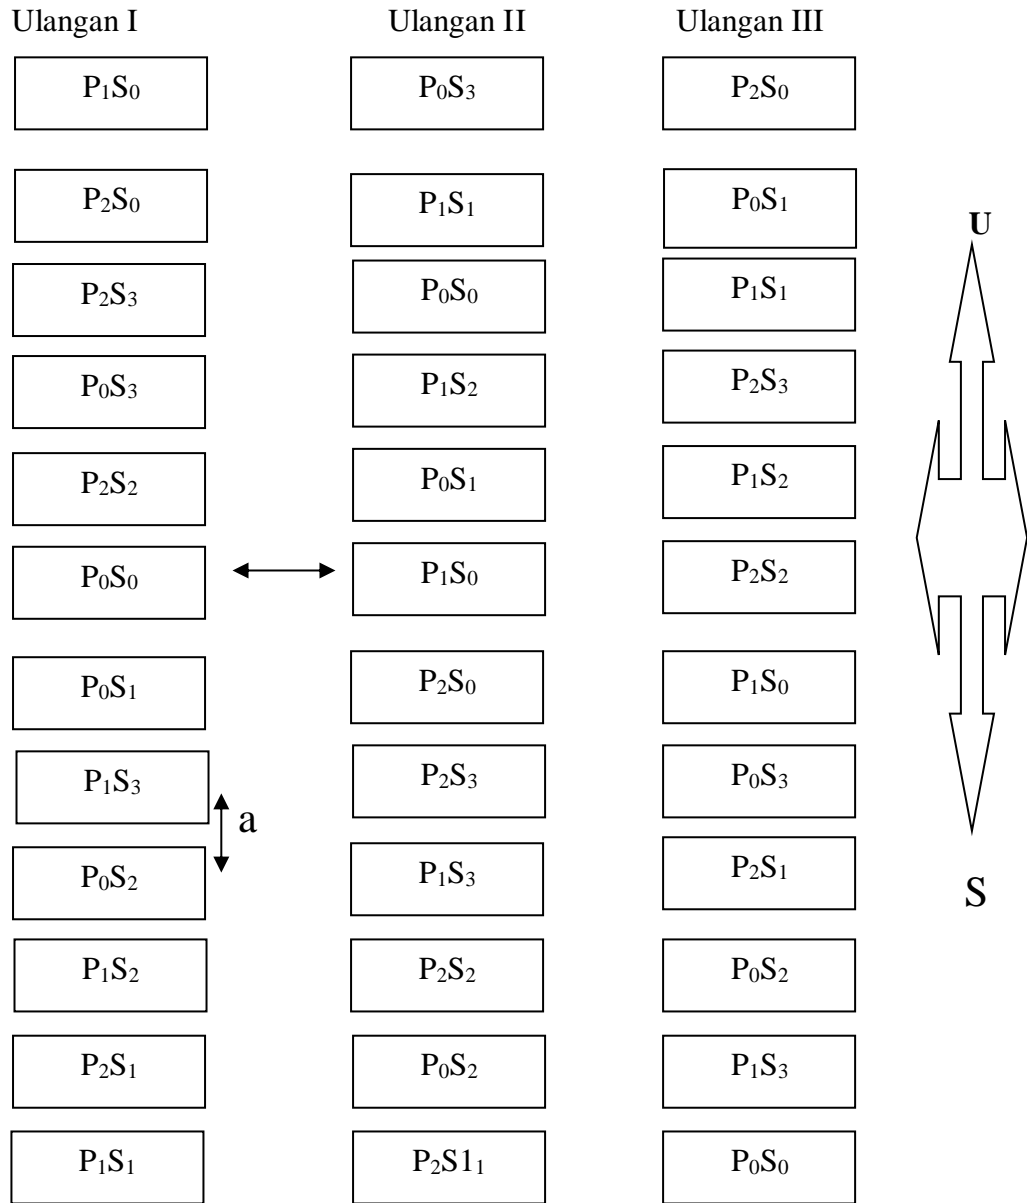 Ulangan I Ulangan II Ulangan III
P₁S₀ P₀S₃ P₂S₀
P₂S₀ P₁S₁ P₀S₁
U
P₂S₃ P₀S₀ P₁S₁
P₀S₃ P₁S₂ P₂S₃
P₂S₂ P₀S₁ P₁S₂
P₀S₀ P₁S₀ P₂S₂
P₀S₁ P₂S₀ P₁S₀
P₁S₃ P₂S₃ P₀S₃
a
P₀S₂ P₁S₃ P₂S₁
S
P₁S₂ P₂S₂ P₀S₂
P₂S₁ P₀S₂ P₁S₃
P₁S₁ P₂S1₁ P₀S₀